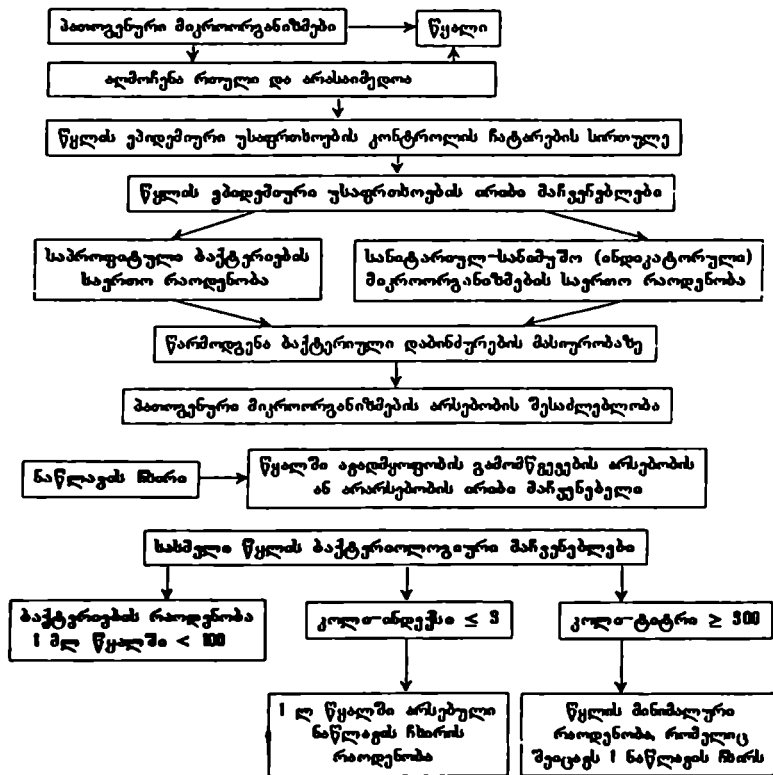 პათოგენური მიკროორგანიზმები
წყალი
აღმოჩენა რთული და არასაიმედოა
წყლის ეპიდემიური უსაფრთხოების კონტროლის ჩატარების სირთულე
წყლის ეპიდემიური უსაფრთხოების ირიბი მაჩვენებლები
საპროფიტული ბაქტერიების
საერთო რაოდენობა
სანიტარულ-სანიმუშო (ინდიკატორული)
მიკროორგანიზმების საერთო რაოდენობა
წარმოდგენა ბაქტერიული დაბინძურების მასიურობაზე
პათოგენური მიკროორგანიზმების არსებობის შესაძლებლობა
ნაწლავის ჩხირი
წყალში ავადმყოფობის გამომწვევების არსებობის
ან არარსებობის ირიბი მაჩვენებელი
სასმელი წყლის ბაქტერიოლოგიური მაჩვენებლები
ბაქტერიების რაოდენობა
1 მლ წყალში < 100
კოლი-ინდექსი ≤ 3
კოლი-ტიტრი ≥ 300
1 ლ წყალში არსებული
ნაწლავის ჩხირის
რაოდენობა
წყლის მინიმალური
რაოდენობა, რომელიც
შეიცავს 1 ნაწლავის ჩხირს